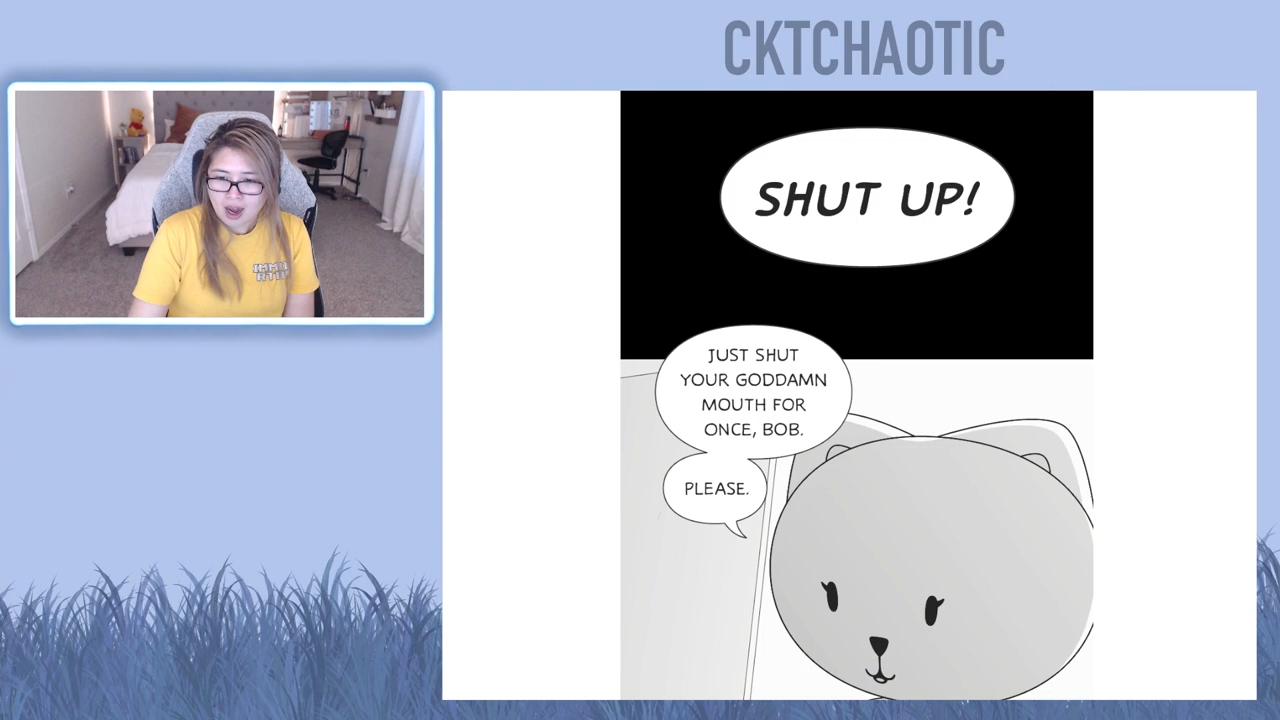 CKTCHAOTIC
SHUT UP!
JUST SHUT
YOUR GODDAMN
MOUTH FOR
ONCE, BOB.
PLEASE.